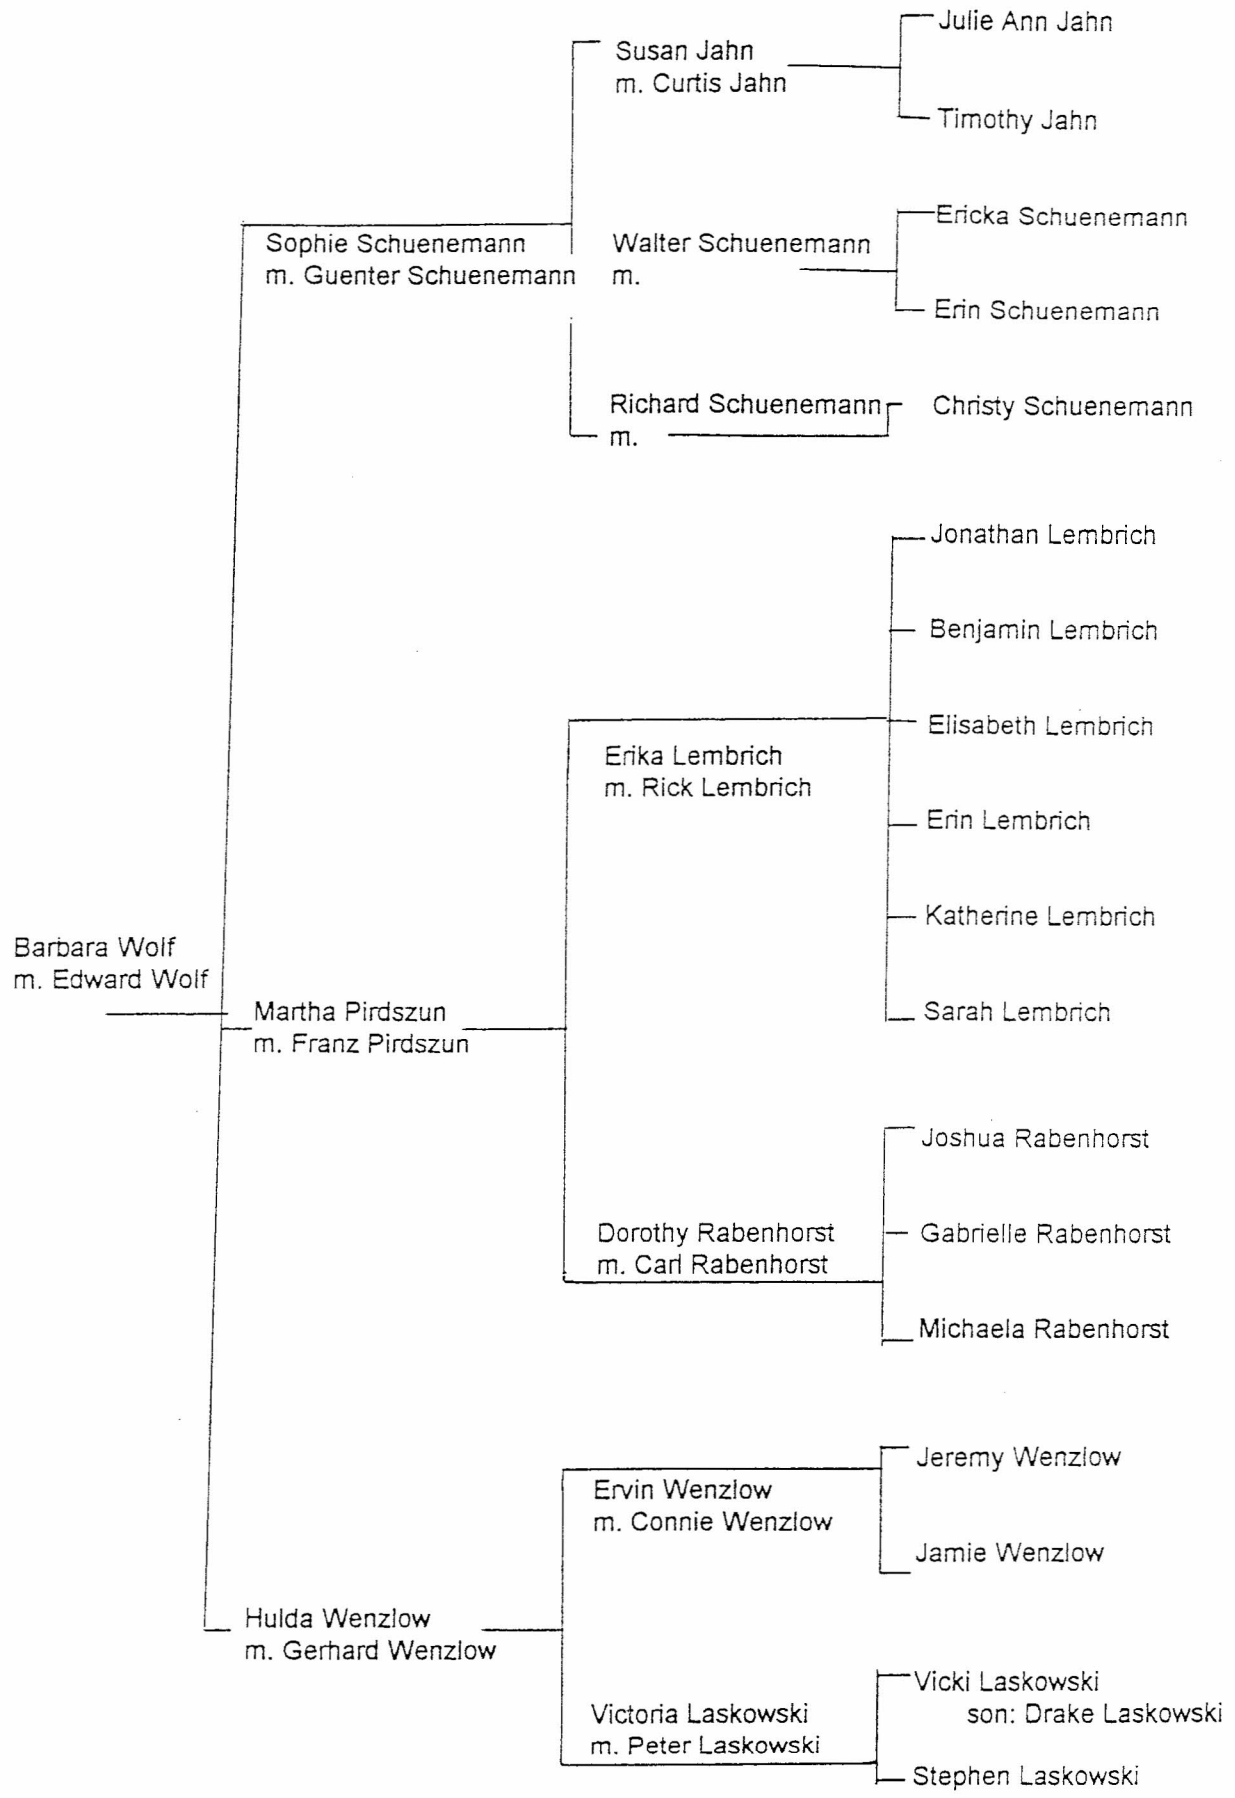 Julie Ann Jahn
Susan Jahn
m. Curtis Jahn
Timothy Jahn
Ericka Schuenemann
Sophie Schuenemann
m. Guenter Schuenemann
Walter Schuenemann
m.
Erin Schuenemann
Richard Schuenemann
m.
Christy Schuenemann
Jonathan Lembrich
Benjamin Lembrich
Elisabeth Lembrich
Erika Lembrich
m. Rick Lembrich
Erin Lembrich
Katherine Lembrich
Barbara Wolf
m. Edward Wolf
Martha Pirdszun
m. Franz Pirdszun
Sarah Lembrich
Joshua Rabenhorst
Dorothy Rabenhorst
m. Carl Rabenhorst
Gabrielle Rabenhorst
Michaela Rabenhorst
Jeremy Wenzlow
Ervin Wenzlow
m. Connie Wenzlow
Jamie Wenzlow
Hulda Wenzlow
m. Gerhard Wenzlow
Vicki Laskowski
son: Drake Laskowski
Victoria Laskowski
m. Peter Laskowski
Stephen Laskowski